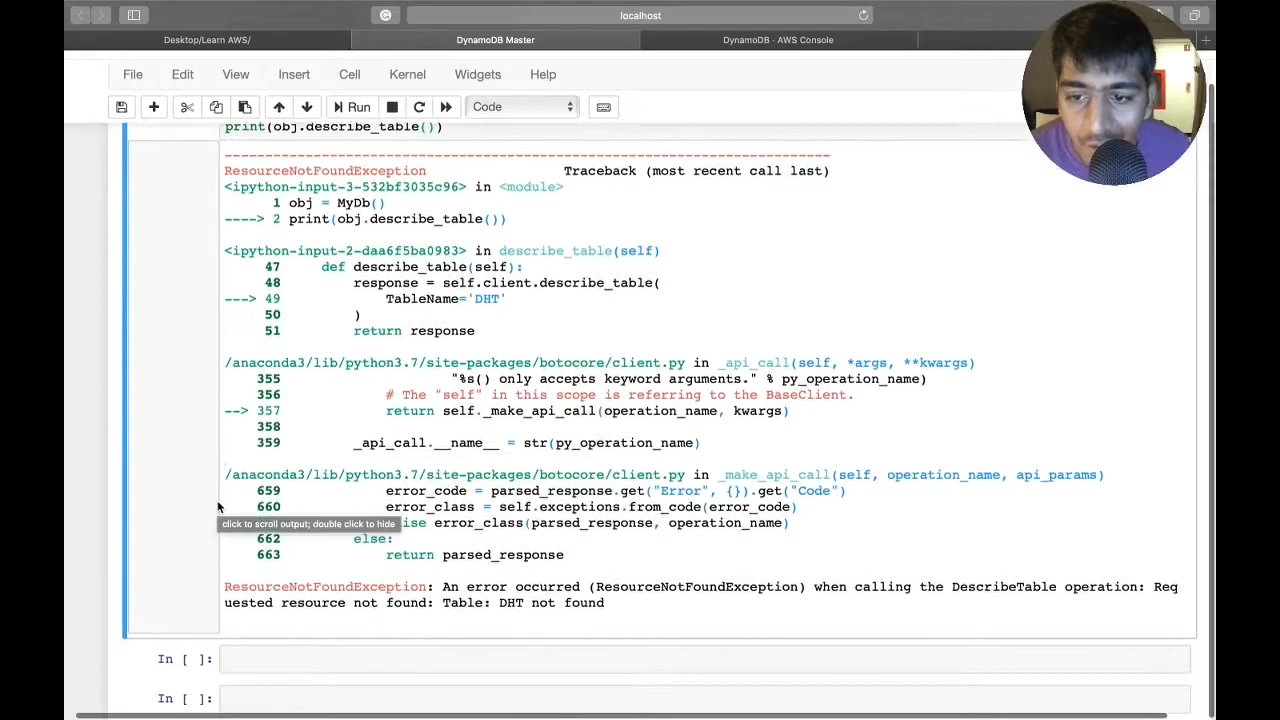 localhost
Desktop/Learn AWS/
DynamoDB Master
DynamoDB · AWS Console
File Edit View Insert Cell Kernel Widgets Help
Run
Code
print(obj.describe_table())
---------------------------------------------------------------------------
ResourceNotFoundException Traceback (most recent call last)
<ipython-input-3-532bf3035c96> in <module>
1 obj = MyDb()
----> 2 print(obj.describe_table())
<ipython-input-2-daa6f5ba0983> in describe_table(self)
47 def describe_table(self):
48 response = self.client.describe_table(
---> 49 TableName='DHT'
50 )
51 return response
/anaconda3/lib/python3.7/site-packages/botocore/client.py in _api_call(self, *args, **kwargs)
355 "%s() only accepts keyword arguments." % py_operation_name)
356 # The "self" in this scope is referring to the BaseClient.
--> 357 return self._make_api_call(operation_name, kwargs)
358
359 _api_call.__name__ = str(py_operation_name)
/anaconda3/lib/python3.7/site-packages/botocore/client.py in _make_api_call(self, operation_name, api_params)
659 error_code = parsed_response.get("Error", {}).get("Code")
660 error_class = self.exceptions.from_code(error_code)
click to scroll output; double click to hide
ise error_class(parsed_response, operation_name)
662 else:
663 return parsed_response
ResourceNotFoundException: An error occurred (ResourceNotFoundException) when calling the DescribeTable operation: Req
uested resource not found: Table: DHT not found
In [ ]:
In [ ]: